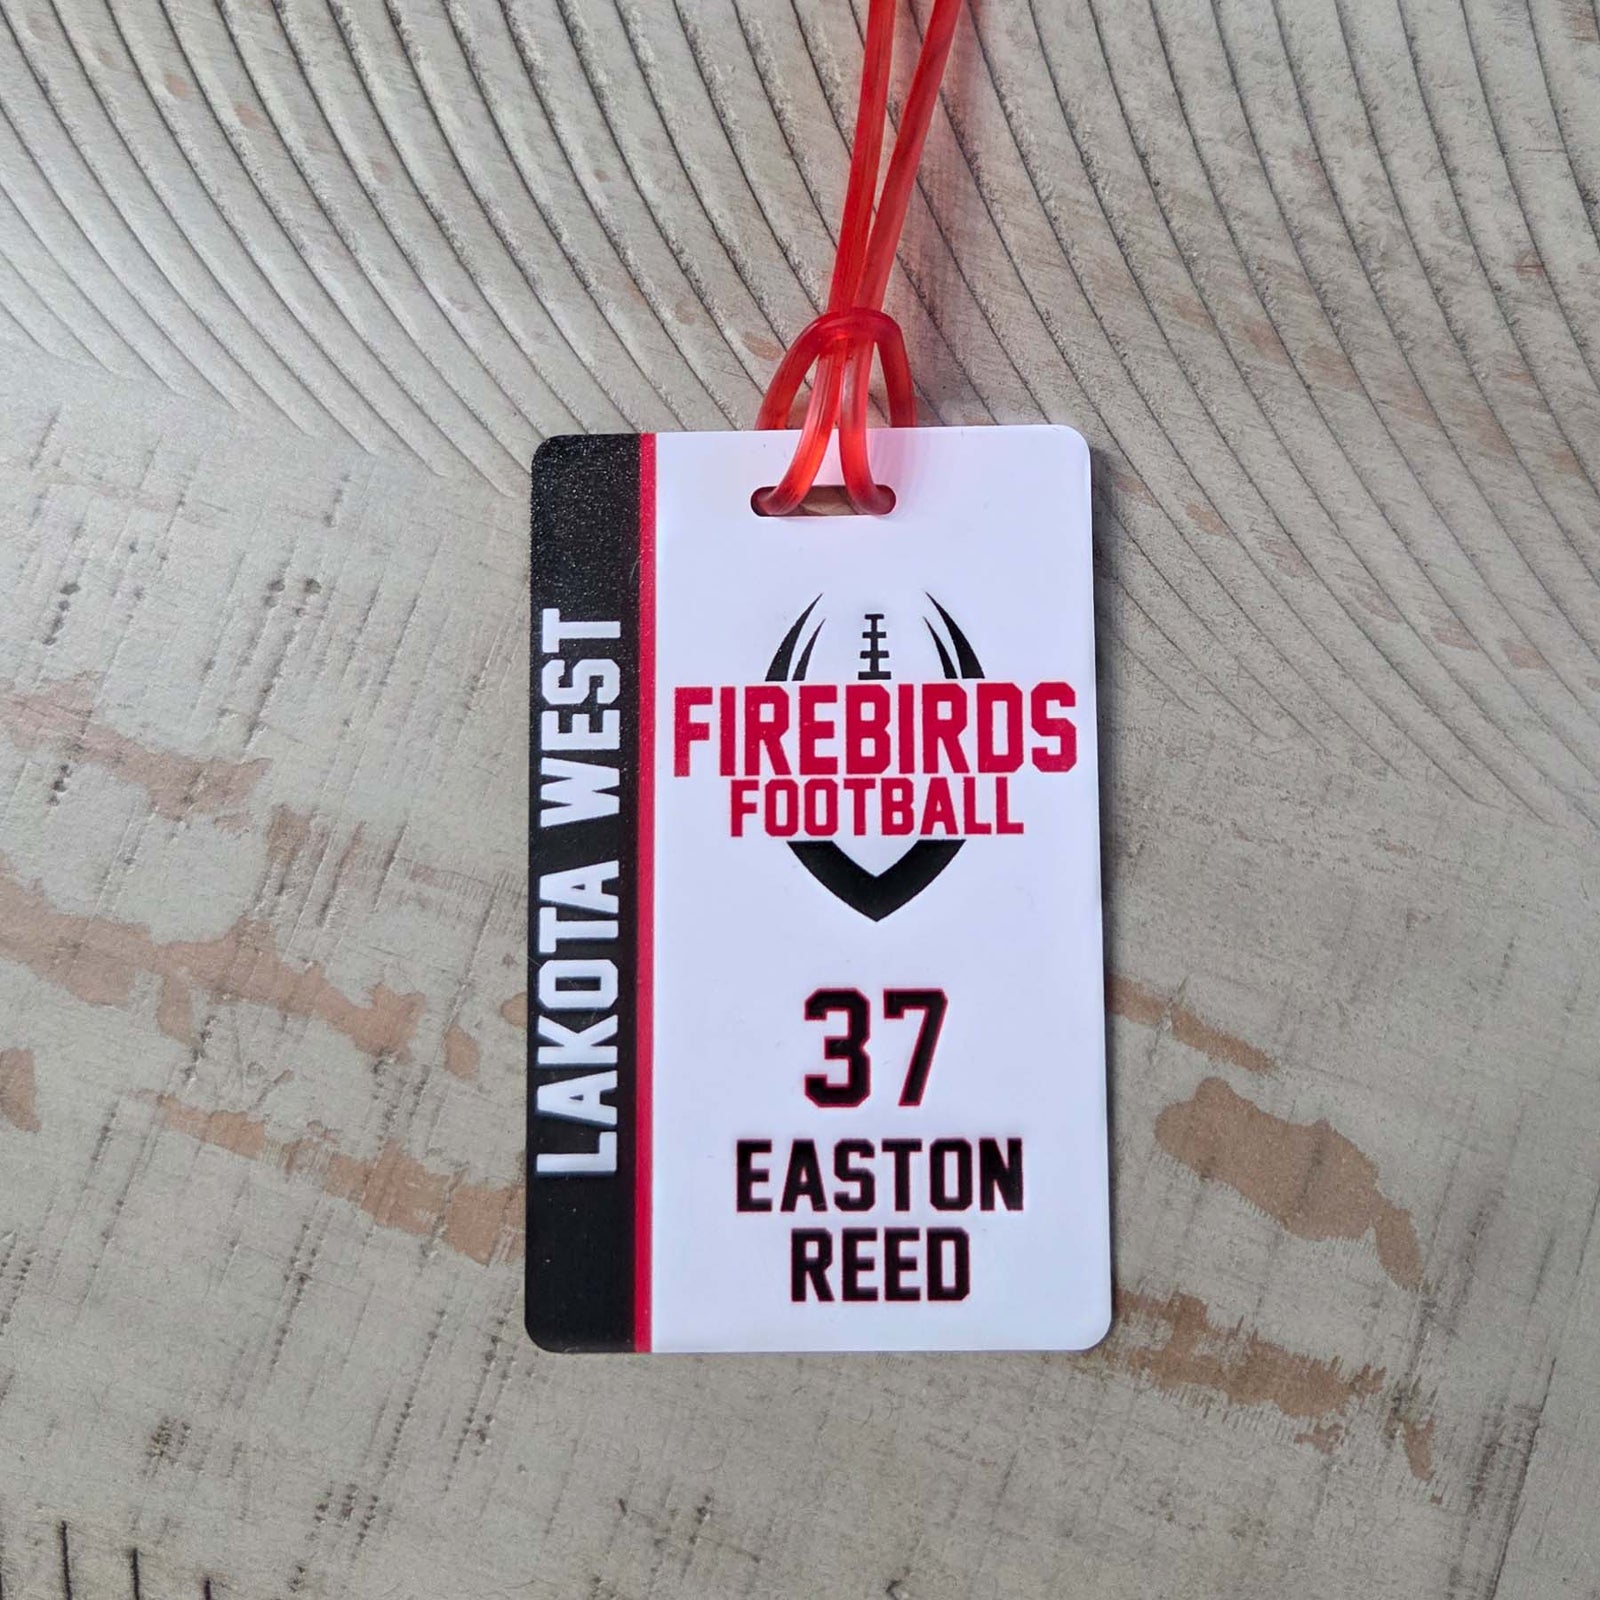 LAKOTA WEST
FIREBIRDS
FOOTBALL
37
EASTON
REED